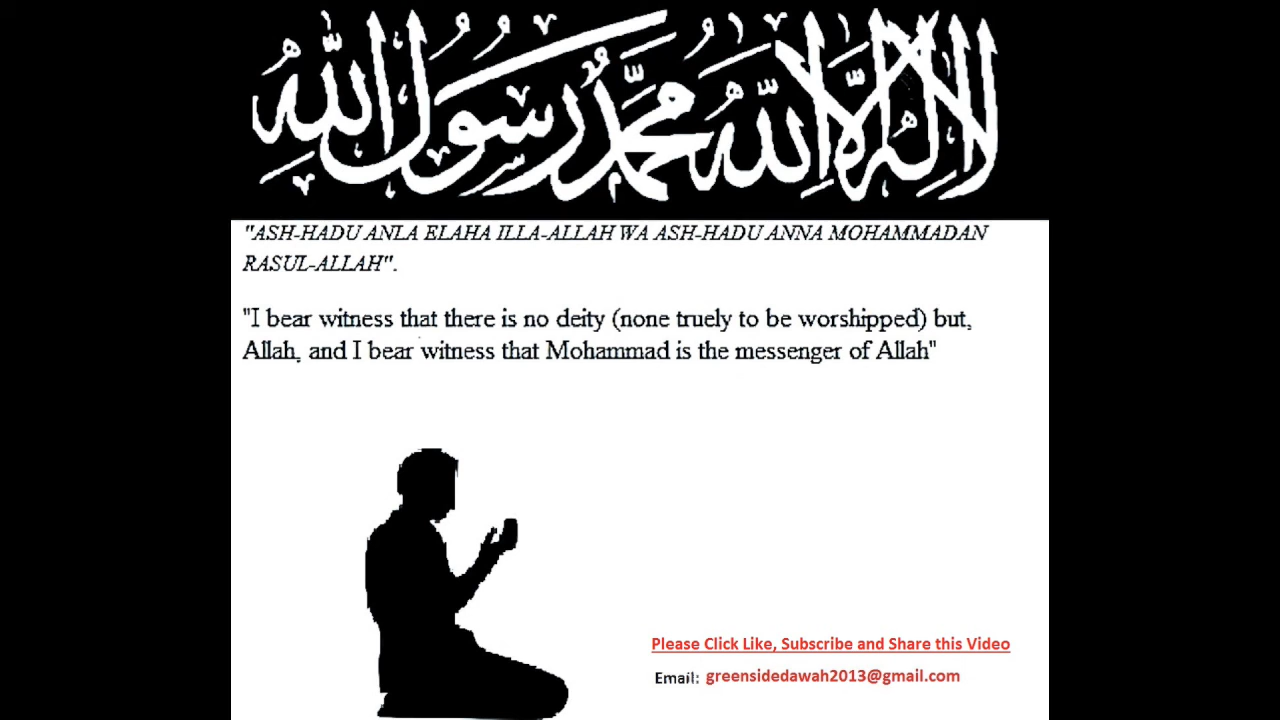 لا إله إلا الله محمد رسول الله
"ASH-HADU ANLA ELAHA ILLA-ALLAH WA ASH-HADU ANNA MOHAMMADAN
RASUL-ALLAH".
"I bear witness that there is no deity (none truely to be worshipped) but,
Allah, and I bear witness that Mohammad is the messenger of Allah"
Please Click Like, Subscribe and Share this Video
Email: greensidedawah2013@gmail.com